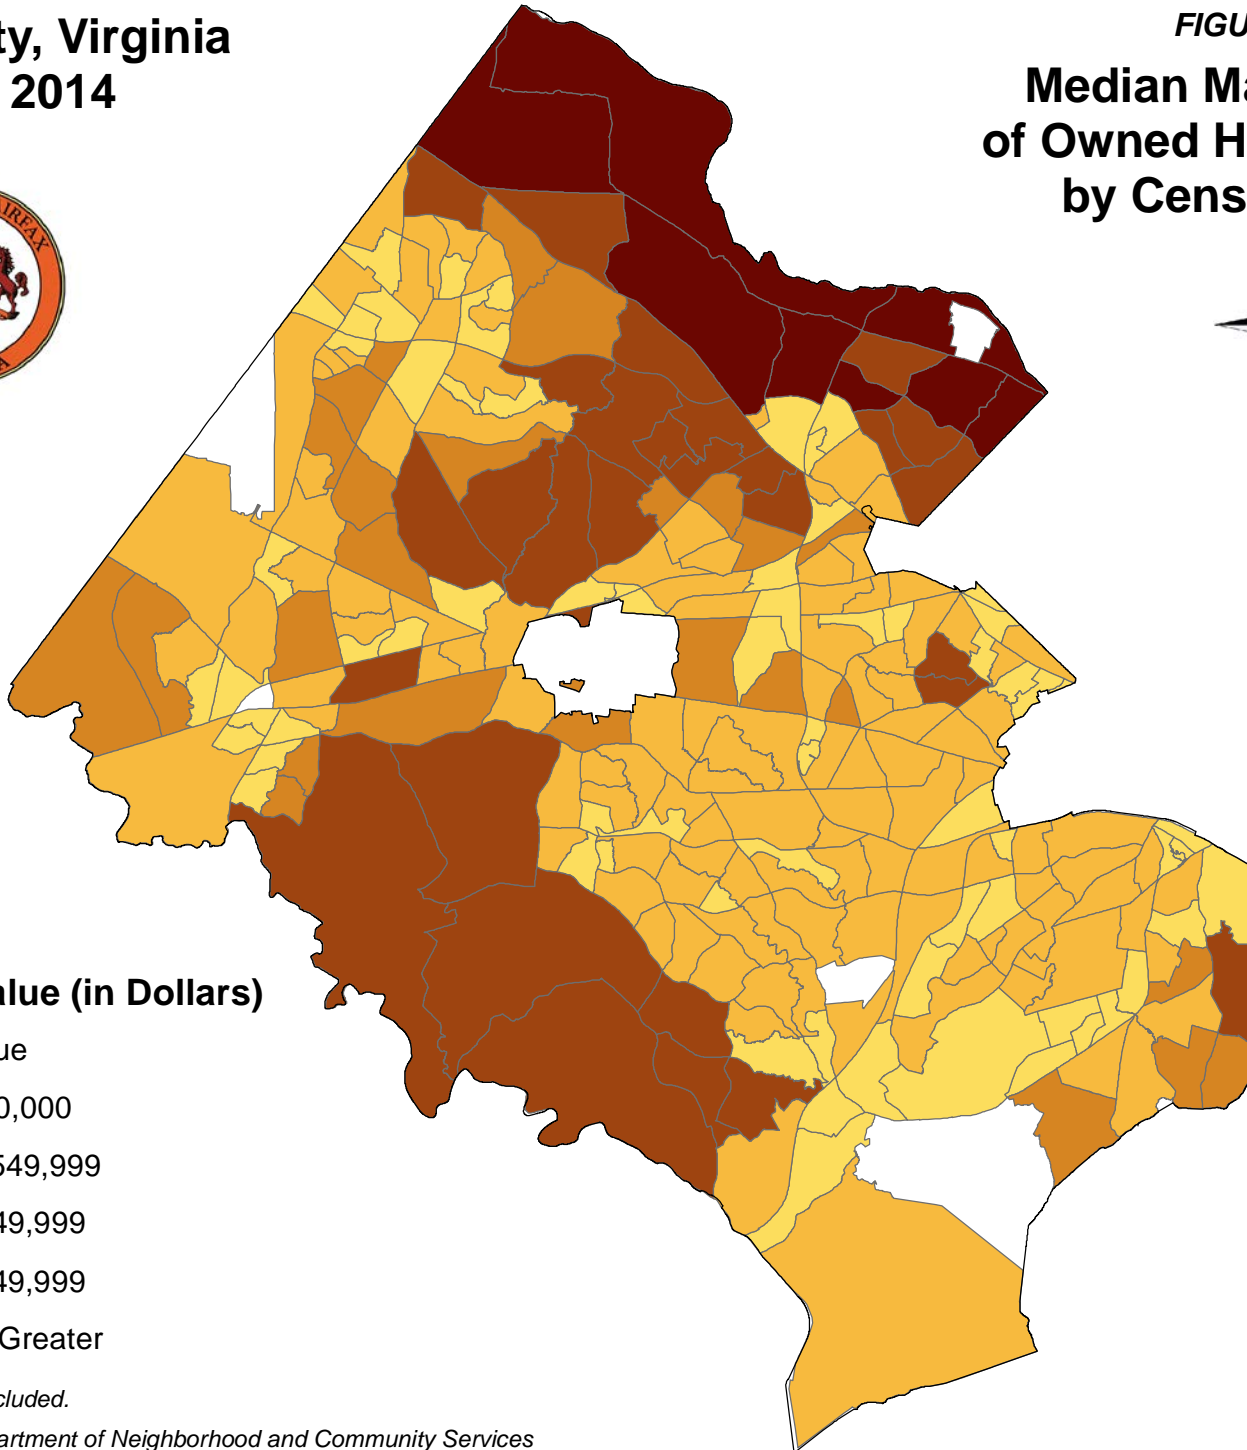 ty, Virginia
2014
FIGU
Median Ma
of Owned H
by Cens
AIRFAX
alue (in Dollars)
ue
0,000
549,999
49,999
49,999
Greater
cluded.
artment of Neighborhood and Community Services